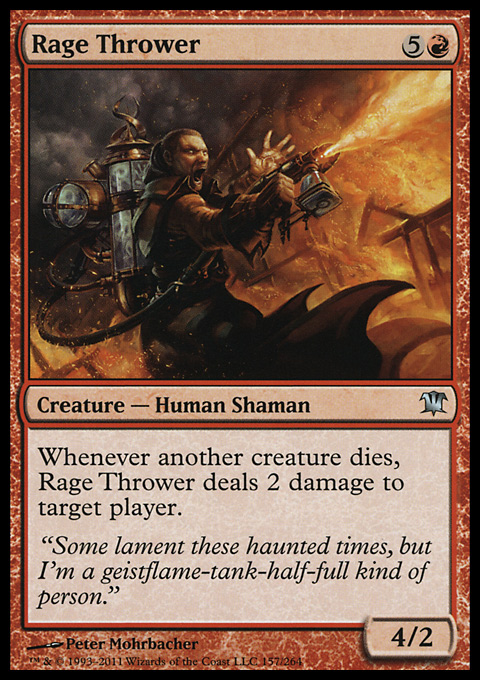 Rage Thrower 5
Creature — Human Shaman
Whenever another creature dies,
Rage Thrower deals 2 damage to
target player.
“Some lament these haunted times, but
I’m a geistflame-tank-half-full kind of
person.”
4/2
Peter Mohrbacher
™ & © 1993–2011 Wizards of the Coast LLC 157/264